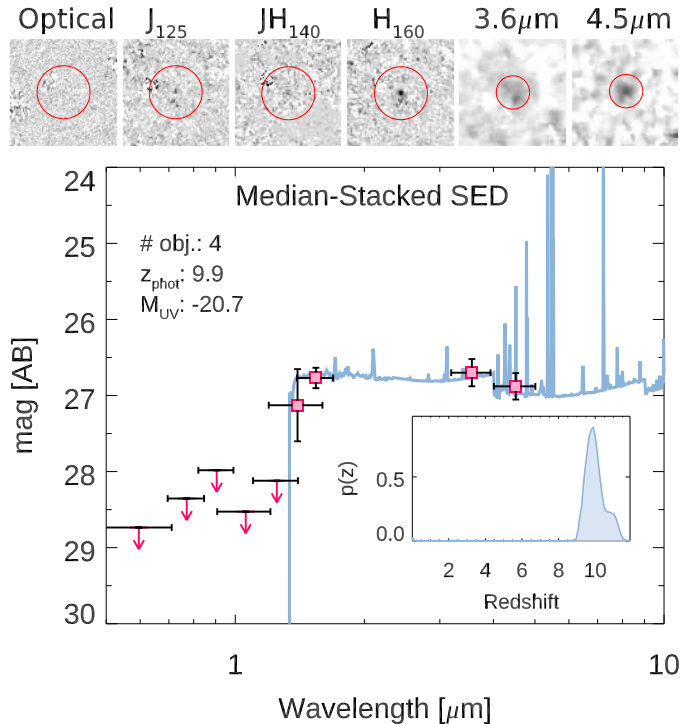 Optical J₁₂₅ JH₁₄₀ H₁₆₀ 3.6μm 4.5μm
Median-Stacked SED
# obj.: 4
z_phot: 9.9
M_UV: -20.7
24
25
26
27
28
29
30
mag [AB]
p(z)
0.5
0.0
2 4 6 8 10
Redshift
1 10
Wavelength [μm]